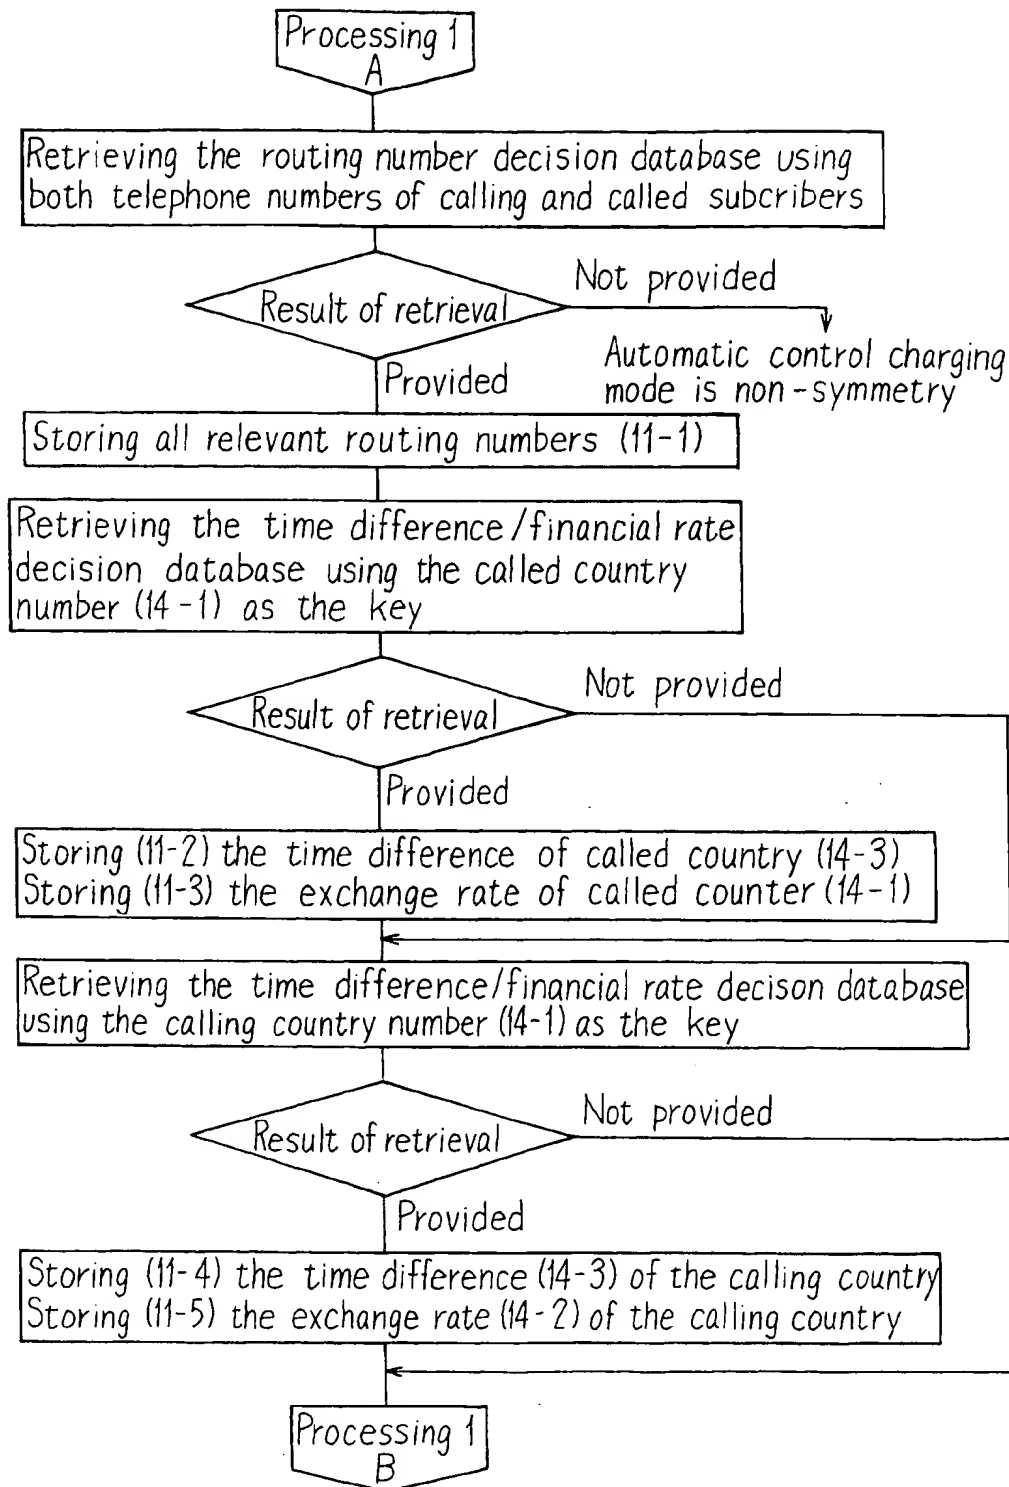 Processing 1
A
Retrieving the routing number decision database using
both telephone numbers of calling and called subcribers
Not provided
Result of retrieval
Automatic control charging
mode is non-symmetry
Provided
Storing all relevant routing numbers (11-1)
Retrieving the time difference/financial rate
decision database using the called country
number (14-1) as the key
Not provided
Result of retrieval
Provided
Storing (11-2) the time difference of called country (14-3)
Storing (11-3) the exchange rate of called counter (14-1)
Retrieving the time difference/financial rate decison database
using the calling country number (14-1) as the key
Not provided
Result of retrieval
Provided
Storing (11-4) the time difference (14-3) of the calling country
Storing (11-5) the exchange rate (14-2) of the calling country
Processing 1
B